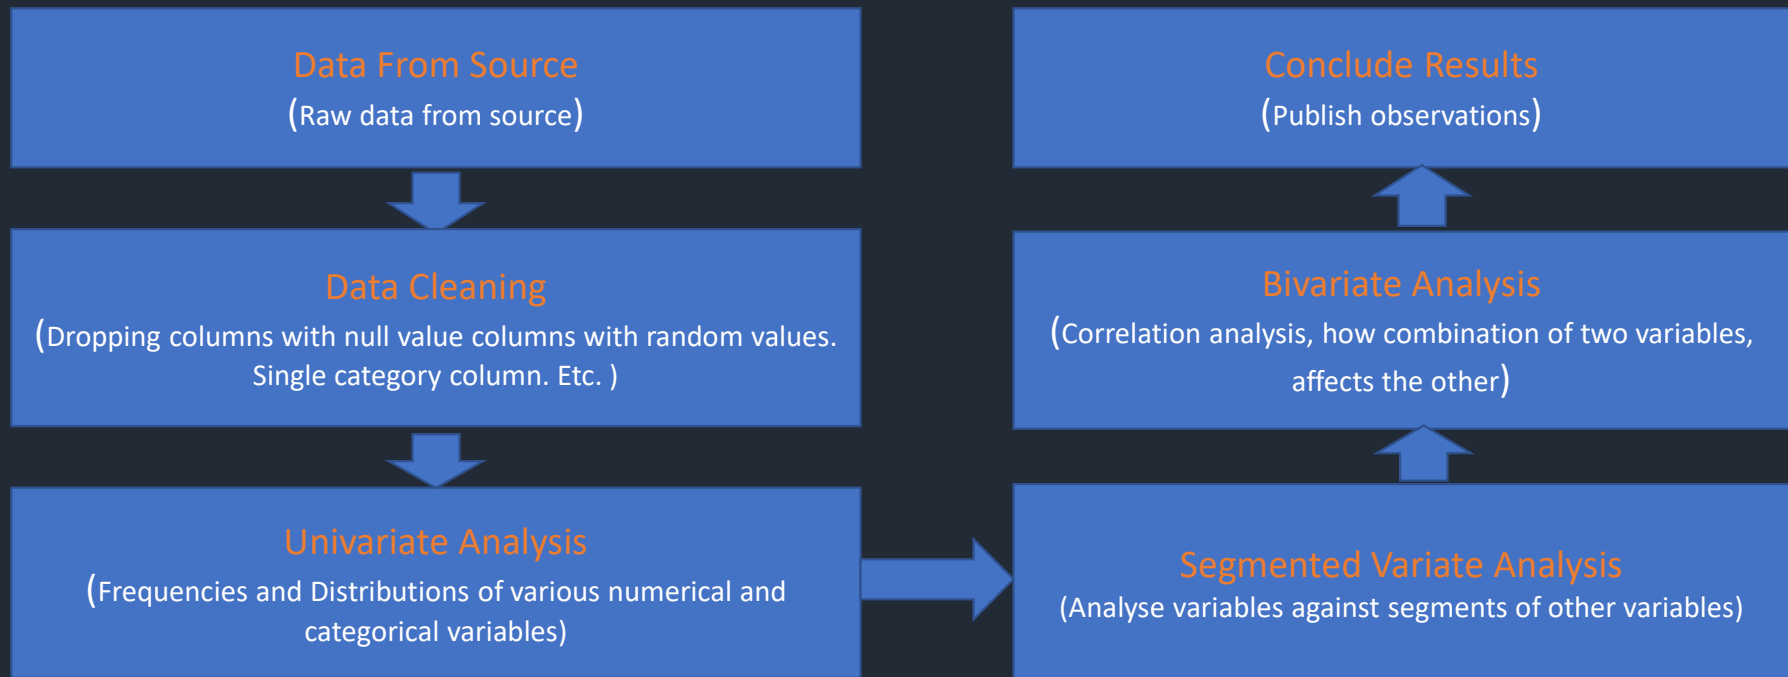 Data From Source
(Raw data from source)
Data Cleaning
(Dropping columns with null value columns with random values.
Single category column. Etc. )
Univariate Analysis
(Frequencies and Distributions of various numerical and
categorical variables)
Segmented Variate Analysis
(Analyse variables against segments of other variables)
Bivariate Analysis
(Correlation analysis, how combination of two variables,
affects the other)
Conclude Results
(Publish observations)